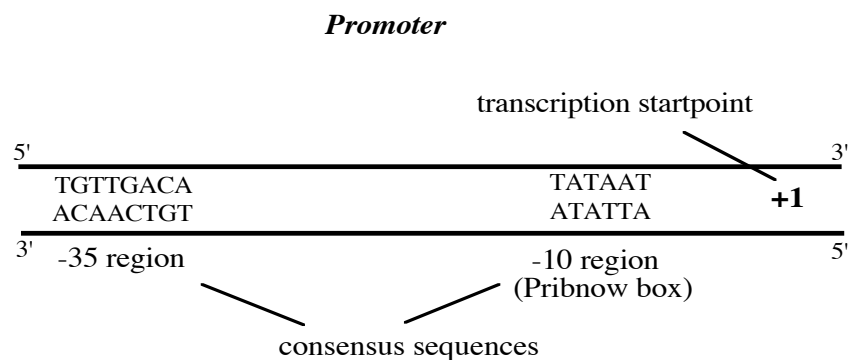 Promoter
transcription startpoint
5' 3'
TGTTGACA TATAAT
ACAACTGT ATATTA +1
3' 5'
-35 region -10 region
(Pribnow box)
consensus sequences